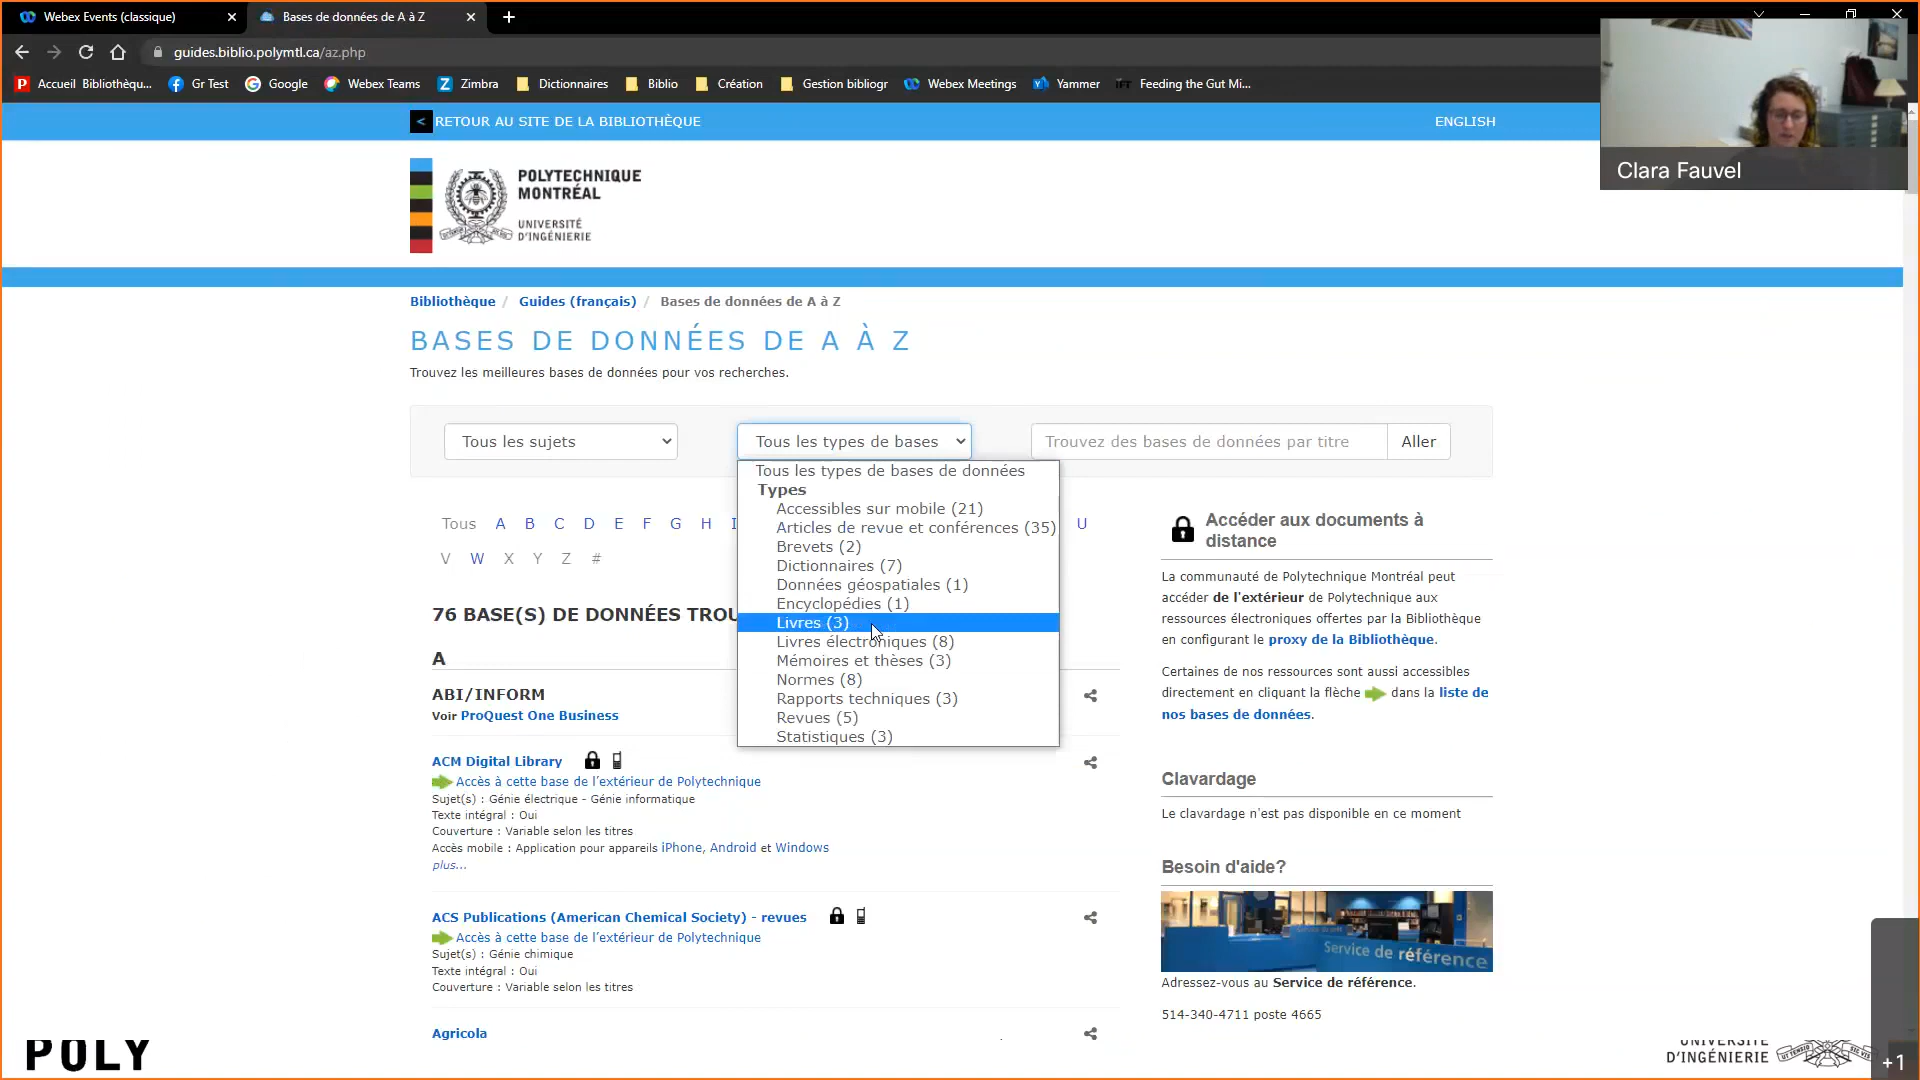 Webex Events (classique)
Bases de données de A à Z
guides.biblio.polymtl.ca/az.php
Accueil Bibliothèqu...
Gr Test
Google
Webex Teams
Zimbra
Dictionnaires
Biblio
Création
Gestion bibliogr
Webex Meetings
Yammer
Feeding the Gut Mi...
Clara Fauvel
< RETOUR AU SITE DE LA BIBLIOTHÈQUE
ENGLISH
POLYTECHNIQUE
MONTRÉAL
UNIVERSITÉ
D'INGÉNIERIE
Bibliothèque / Guides (français) / Bases de données de A à Z
BASES DE DONNÉES DE A À Z
Trouvez les meilleures bases de données pour vos recherches.
Tous les sujets
Tous les types de bases
Trouvez des bases de données par titre
Aller
Tous les types de bases de données
Types
Accessibles sur mobile (21)
Articles de revue et conférences (35)
Brevets (2)
Dictionnaires (7)
Données géospatiales (1)
Encyclopédies (1)
Livres (3)
Livres électroniques (8)
Mémoires et thèses (3)
Normes (8)
Rapports techniques (3)
Revues (5)
Statistiques (3)
Tous A B C D E F G H I U
V W X Y Z #
76 BASE(S) DE DONNÉES TROU
A
ABI/INFORM
Voir ProQuest One Business
ACM Digital Library
Accès à cette base de l'extérieur de Polytechnique
Sujet(s) : Génie électrique - Génie informatique
Texte intégral : Oui
Couverture : Variable selon les titres
Accès mobile : Application pour appareils iPhone, Android et Windows
plus...
ACS Publications (American Chemical Society) - revues
Accès à cette base de l'extérieur de Polytechnique
Sujet(s) : Génie chimique
Texte intégral : Oui
Couverture : Variable selon les titres
Agricola
Accéder aux documents à
distance
La communauté de Polytechnique Montréal peut
accéder de l'extérieur de Polytechnique aux
ressources électroniques offertes par la Bibliothèque
en configurant le proxy de la Bibliothèque.
Certaines de nos ressources sont aussi accessibles
directement en cliquant la flèche dans la liste de
nos bases de données.
Clavardage
Le clavardage n'est pas disponible en ce moment
Besoin d'aide?
Service de référence
Adressez-vous au Service de référence.
514-340-4711 poste 4665
POLY
UNIVERSITÉ
D'INGÉNIERIE
+1